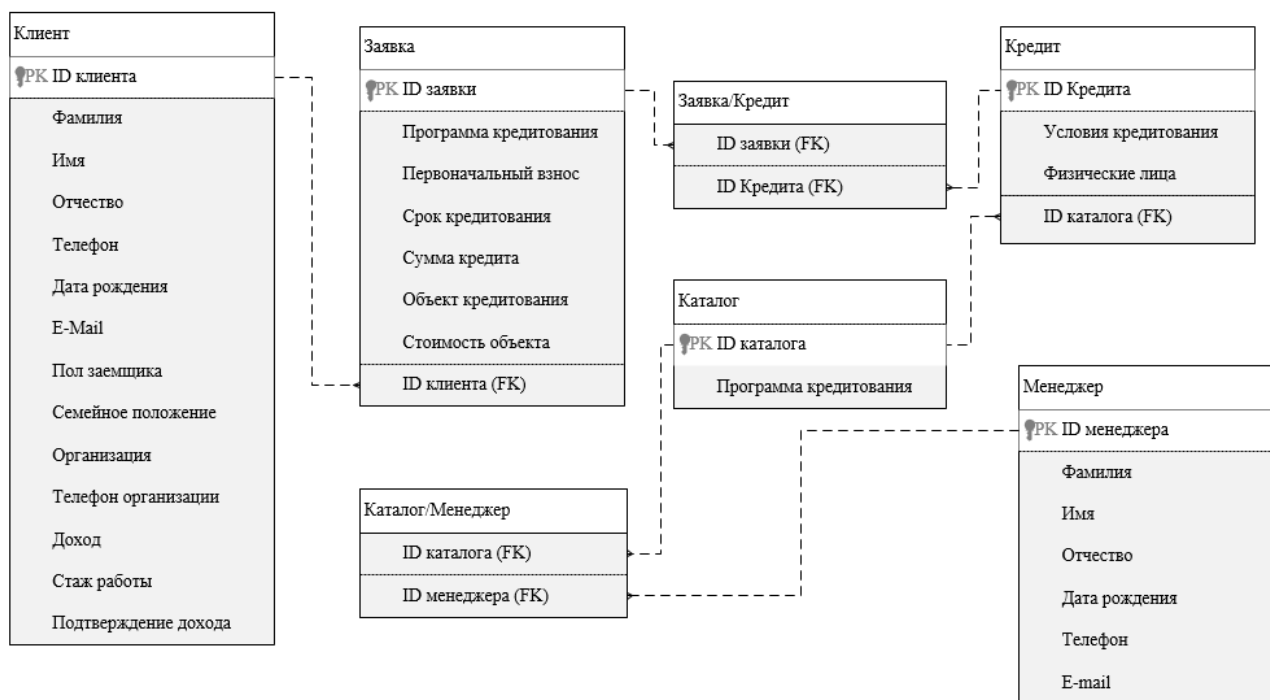 Клиент
PK ID клиента
Фамилия
Имя
Отчество
Телефон
Дата рождения
E-Mail
Пол заемщика
Семейное положение
Организация
Телефон организации
Доход
Стаж работы
Подтверждение дохода
Заявка
PK ID заявки
Программа кредитования
Первоначальный взнос
Срок кредитования
Сумма кредита
Объект кредитования
Стоимость объекта
ID клиента (FK)
Заявка/Кредит
ID заявки (FK)
ID Кредита (FK)
Кредит
PK ID Кредита
Условия кредитования
Физические лица
ID каталога (FK)
Каталог
PK ID каталога
Программа кредитования
Каталог/Менеджер
ID каталога (FK)
ID менеджера (FK)
Менеджер
PK ID менеджера
Фамилия
Имя
Отчество
Дата рождения
Телефон
E-mail